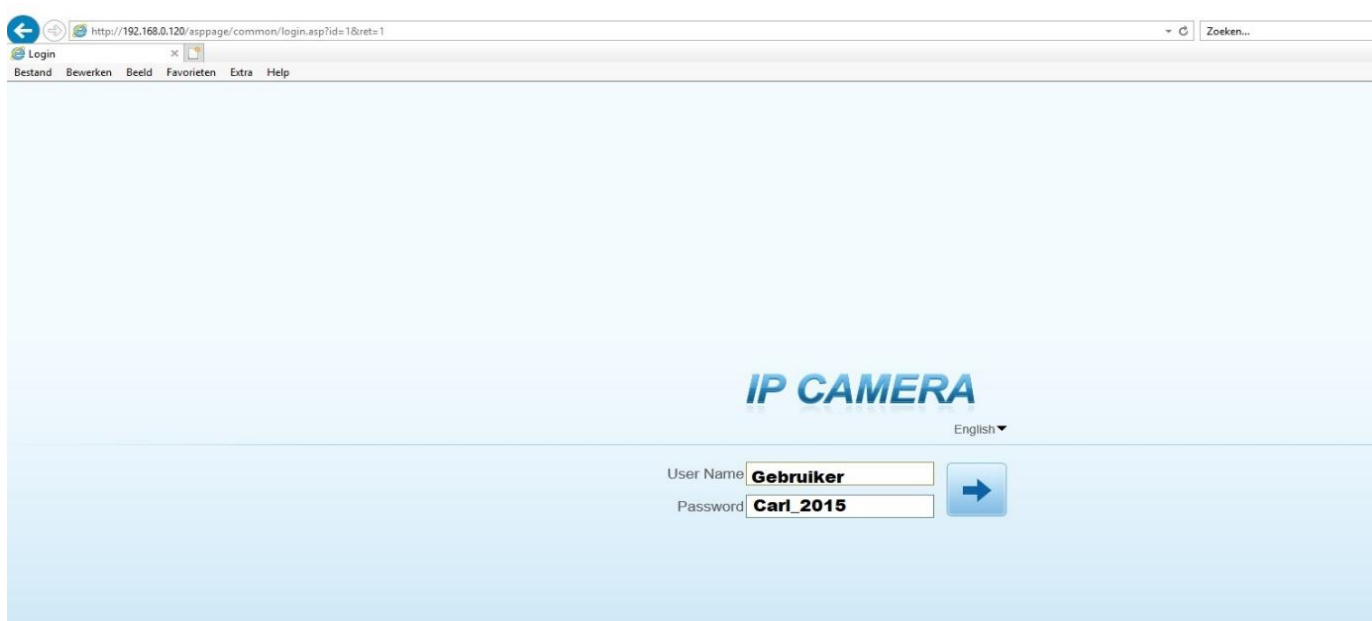 http://192.168.0.120/asppage/common/login.asp?id=1&ret=1 Zoeken...
Login
Bestand Bewerken Beeld Favorieten Extra Help
IP CAMERA
English
User Name Gebruiker
Password Carl_2015